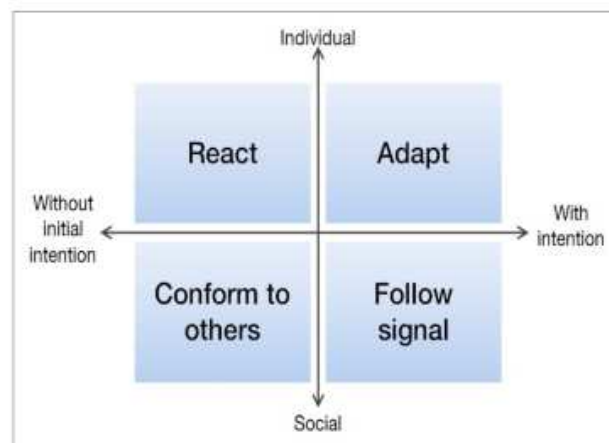 Individual
React
Adapt
Without
initial
intention
With
intention
Conform to
others
Follow
signal
Social